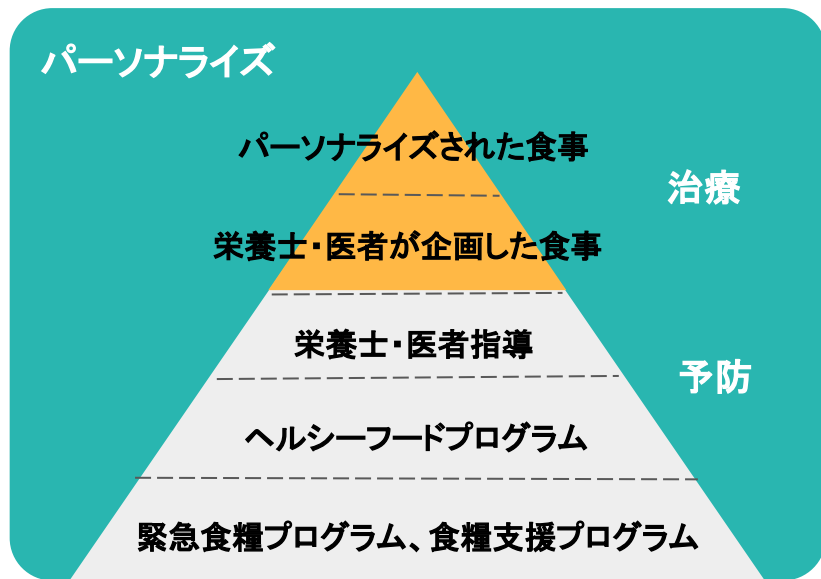 パーソナライズ
パーソナライズされた食事
治療
栄養士・医者が企画した食事
栄養士・医者指導
予防
ヘルシーフードプログラム
緊急食糧プログラム、食糧支援プログラム